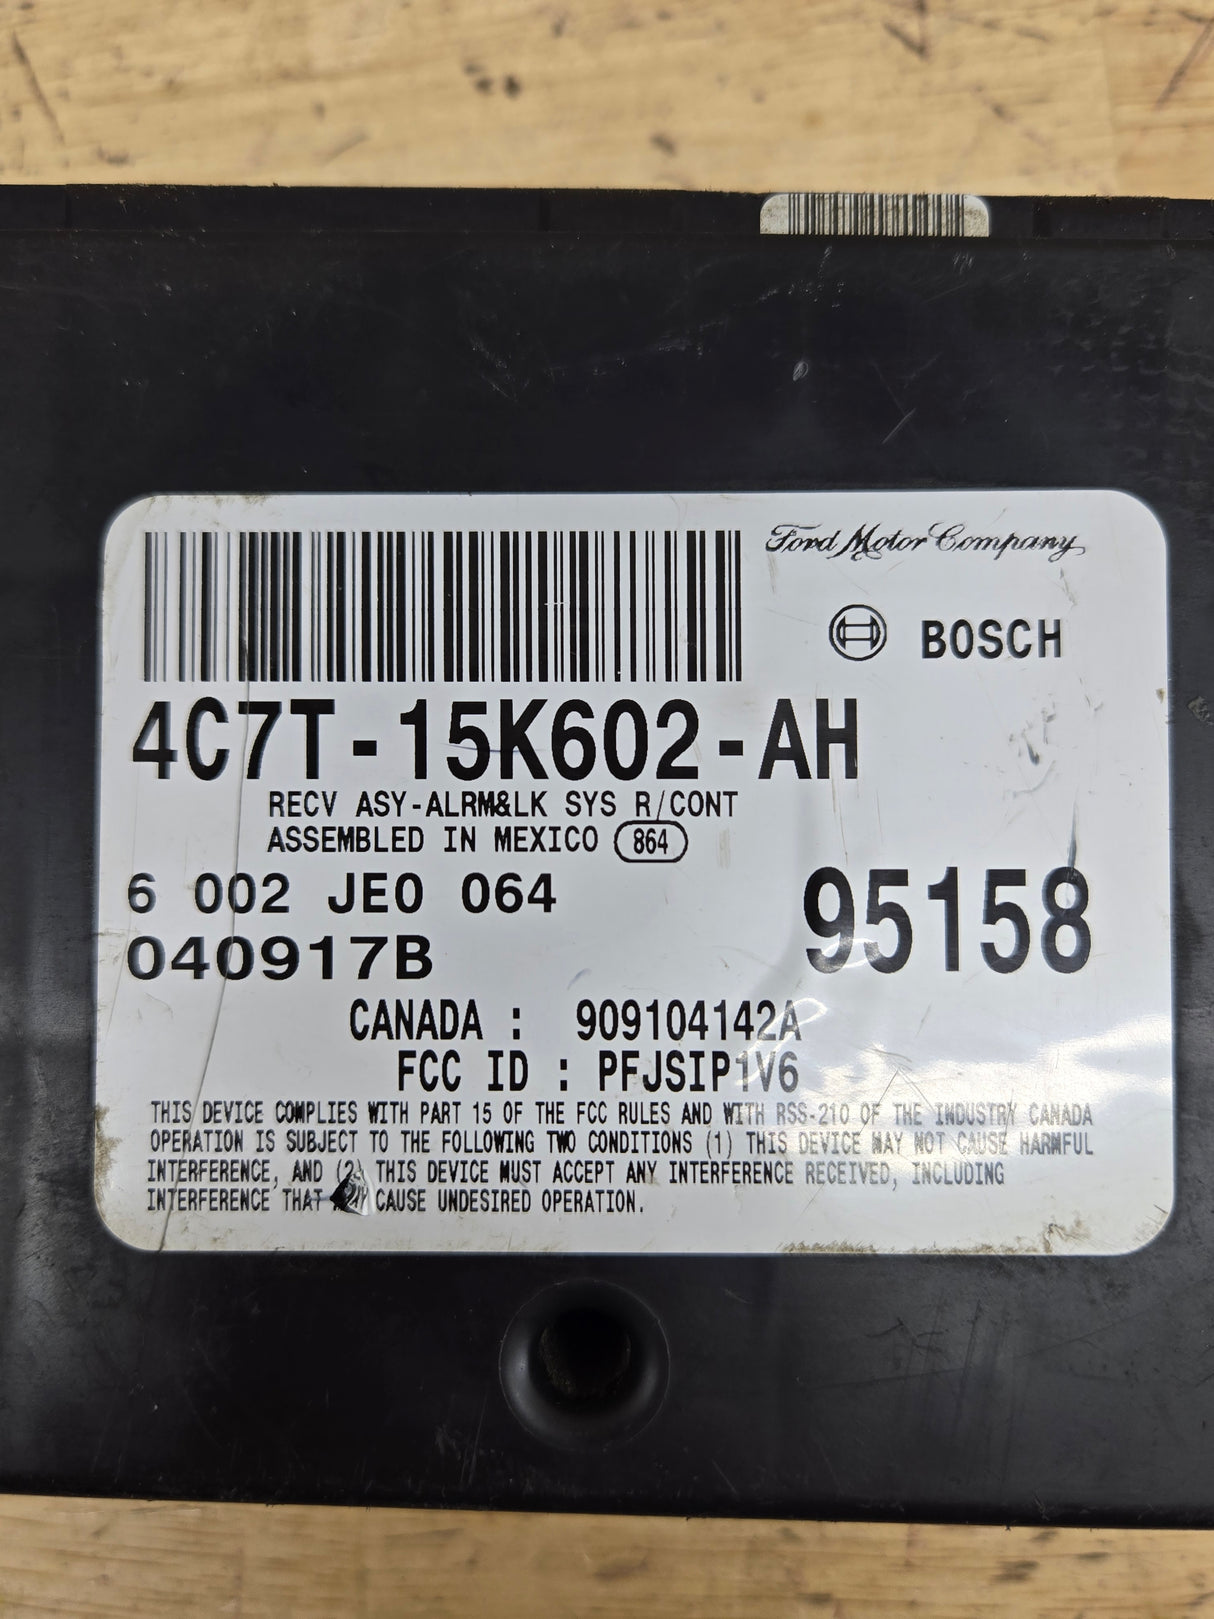 Ford Motor Company
BOSCH
4C7T-15K602-AH
RECV ASY-ALRM&LK SYS R/CONT
ASSEMBLED IN MEXICO 864
6 002 JE0 064
95158
040917B
CANADA : 909104142A
FCC ID : PFJSIP1V6
THIS DEVICE COMPLIES WITH PART 15 OF THE FCC RULES AND WITH RSS-210 OF THE INDUSTRY CANADA
OPERATION IS SUBJECT TO THE FOLLOWING TWO CONDITIONS (1) THIS DEVICE MAY NOT CAUSE HARMFUL
INTERFERENCE, AND (2) THIS DEVICE MUST ACCEPT ANY INTERFERENCE RECEIVED, INCLUDING
INTERFERENCE THAT CAUSE UNDESIRED OPERATION.